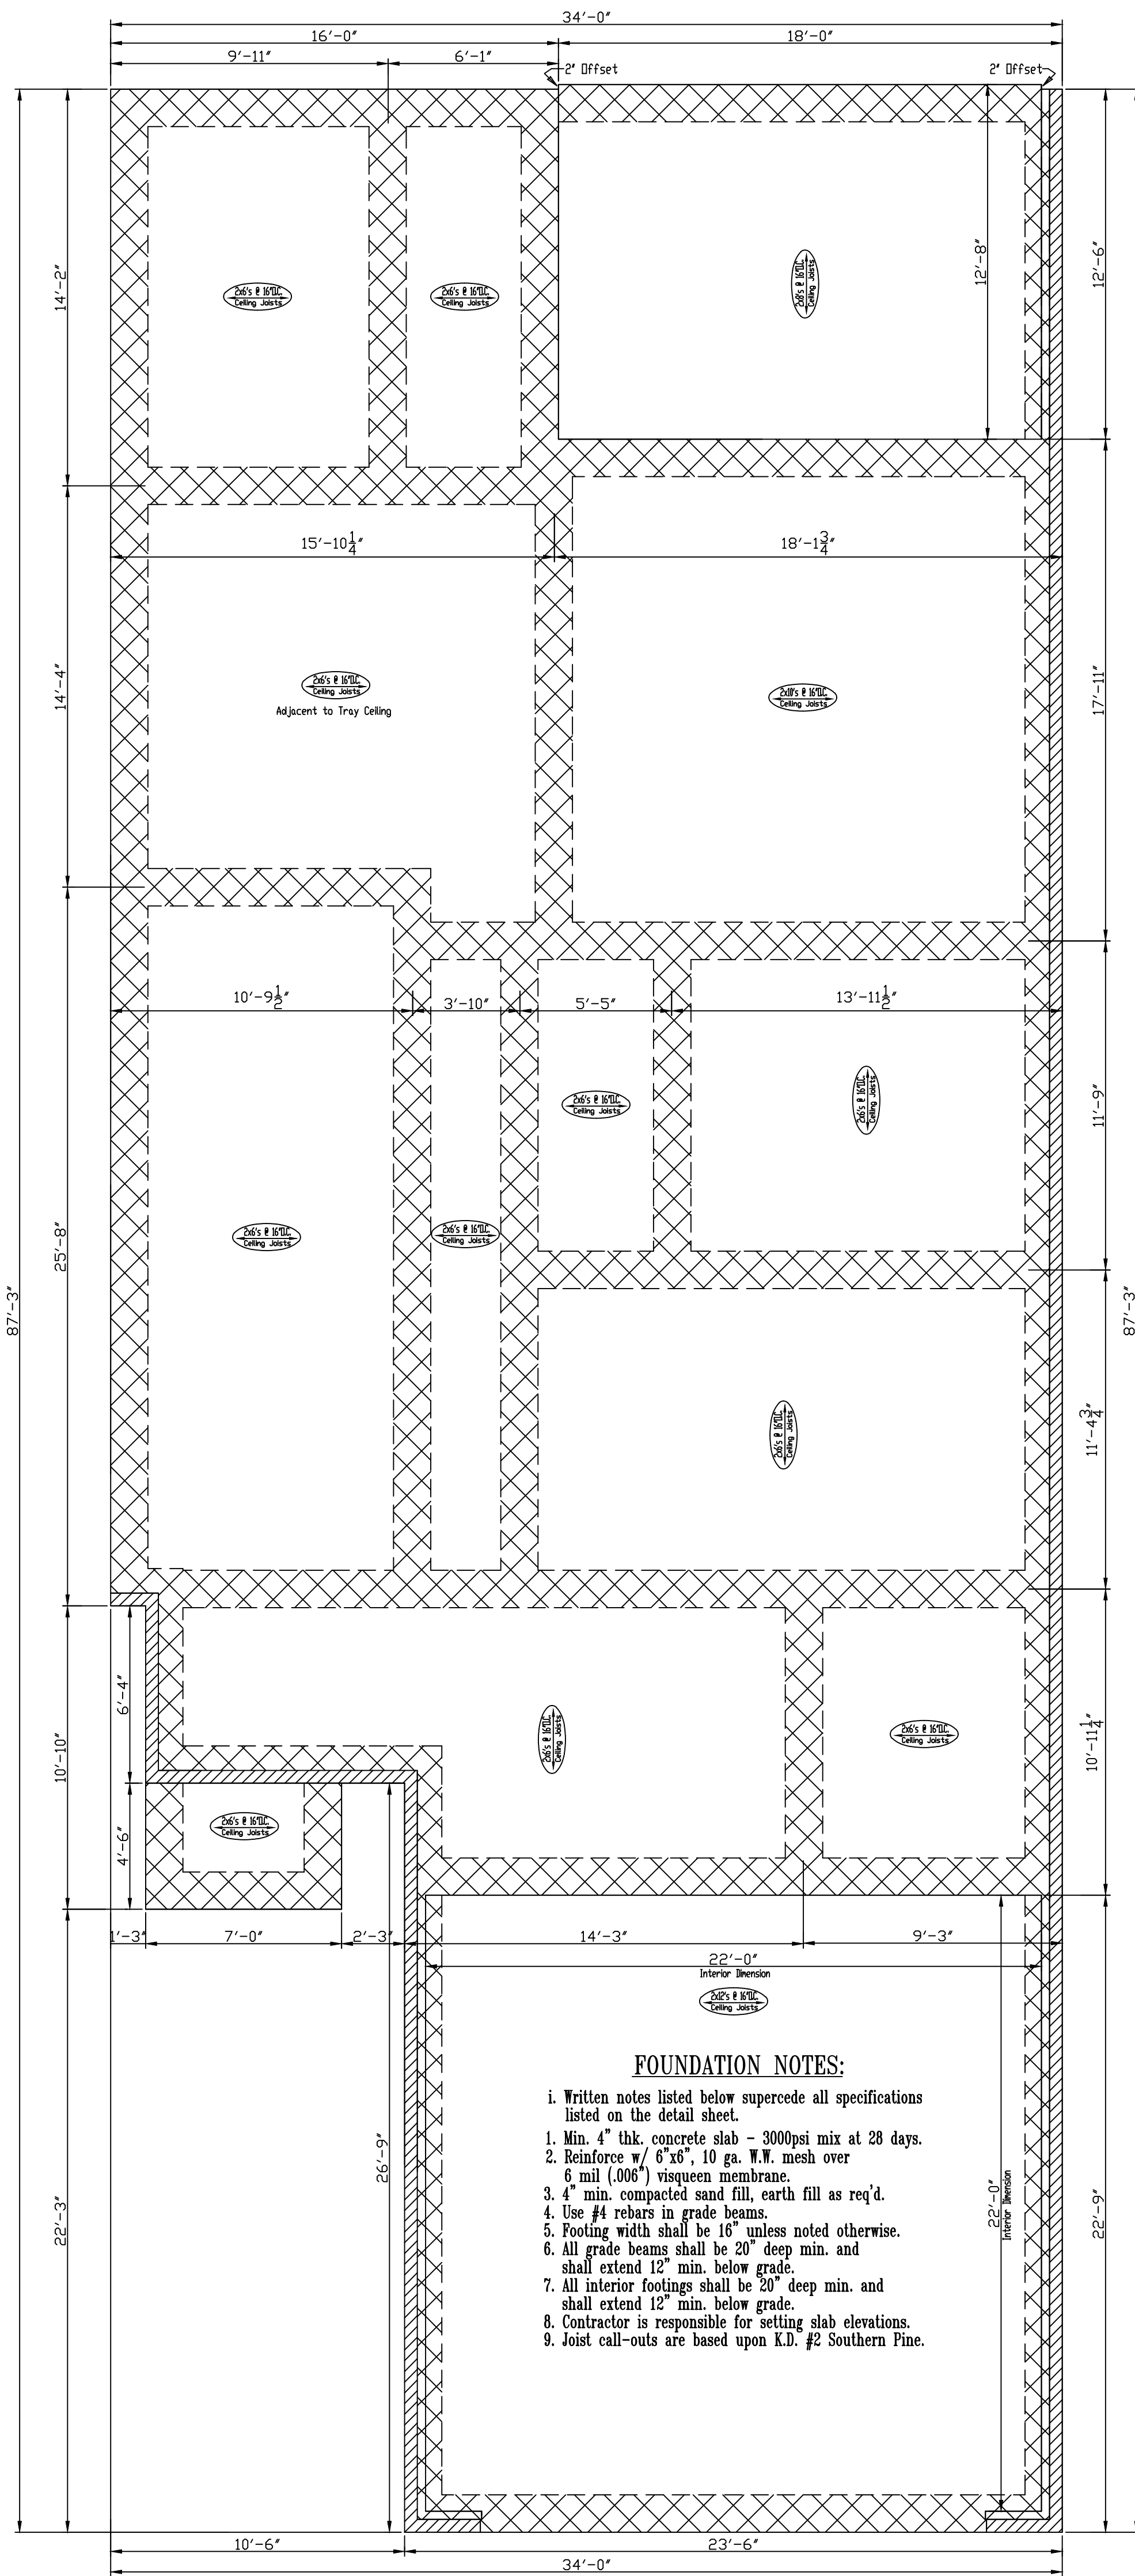 34'-0"
16'-0" 18'-0"
9'-11" 6'-1"
2" Offset 2" Offset
14'-2"
12'-8"
12'-6"
2x6's @ 16"O.C.
Ceiling Joists
2x6's @ 16"O.C.
Ceiling Joists
2x8's @ 16"O.C.
Ceiling Joists
15'-10 1/4" 18'-1 3/4"
14'-4"
2x6's @ 16"O.C.
Ceiling Joists
Adjacent to Tray Ceiling
2x10's @ 16"O.C.
Ceiling Joists
17'-11"
10'-9 1/2" 3'-10" 5'-5" 13'-11 1/2"
2x6's @ 16"O.C.
Ceiling Joists
2x6's @ 16"O.C.
Ceiling Joists
11'-9"
25'-8"
2x6's @ 16"O.C.
Ceiling Joists
2x6's @ 16"O.C.
Ceiling Joists
87'-3"
87'-3"
2x6's @ 16"O.C.
Ceiling Joists
11'-4 3/4"
6'-4"
10'-10"
2x6's @ 16"O.C.
Ceiling Joists
2x6's @ 16"O.C.
Ceiling Joists
10'-11 1/4"
4'-6"
2x6's @ 16"O.C.
Ceiling Joists
1'-3" 7'-0" 2'-3" 14'-3" 9'-3"
22'-0"
Interior Dimension
2x12's @ 16"O.C.
Ceiling Joists
FOUNDATION NOTES:
i. Written notes listed below supercede all specifications
listed on the detail sheet.
1. Min. 4" thk. concrete slab - 3000psi mix at 28 days.
2. Reinforce w/ 6"x6", 10 ga. W.W. mesh over
6 mil (.006") visqueen membrane.
3. 4" min. compacted sand fill, earth fill as req'd.
4. Use #4 rebars in grade beams.
5. Footing width shall be 16" unless noted otherwise.
6. All grade beams shall be 20" deep min. and
shall extend 12" min. below grade.
7. All interior footings shall be 20" deep min. and
shall extend 12" min. below grade.
8. Contractor is responsible for setting slab elevations.
9. Joist call-outs are based upon K.D. #2 Southern Pine.
22'-3"
26'-9"
22'-0"
Interior Dimension
22'-9"
10'-6" 23'-6"
34'-0"